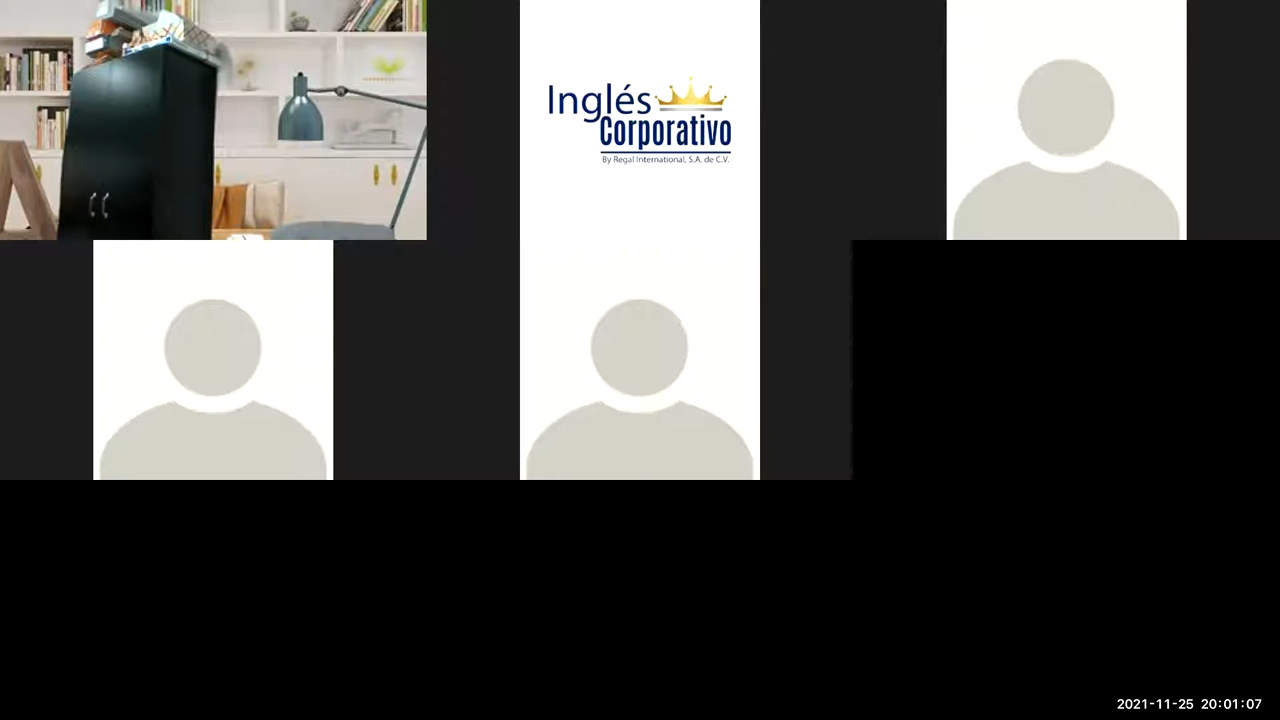 Inglés
Corporativo
By Regal International, S.A. de C.V.
2021-11-25 20:01:07